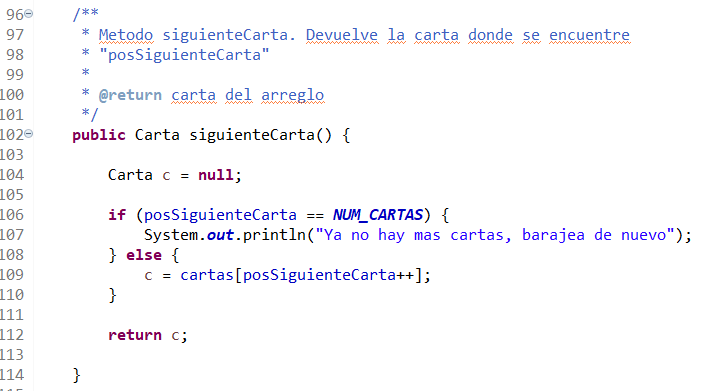 96 /**
97 * Metodo siguienteCarta. Devuelve la carta donde se encuentre
98 * "posSiguienteCarta"
99 *
100 * @return carta del arreglo
101 */
102 public Carta siguienteCarta() {
103
104 Carta c = null;
105
106 if (posSiguienteCarta == NUM_CARTAS) {
107 System.out.println("Ya no hay mas cartas, barajea de nuevo");
108 } else {
109 c = cartas[posSiguienteCarta++];
110 }
111
112 return c;
113
114 }